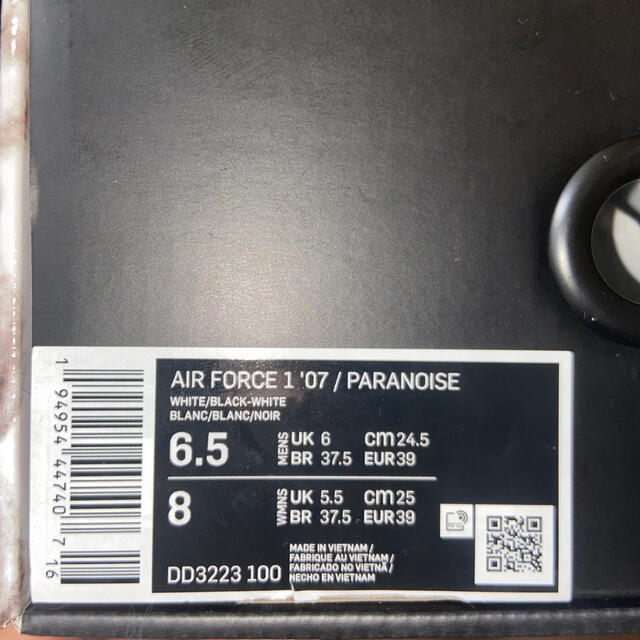 AIR FORCE 1 '07 / PARANOISE
WHITE/BLACK-WHITE
BLANC/BLANC/NOIR
6.5 MENS UK 6 cm 24.5
BR 37.5 EUR 39
8 WMNS UK 5.5 cm 25
BR 37.5 EUR 39
RFID
DD3223 100
MADE IN VIETNAM /
FABRIQUE AU VIETNAM /
FABRICADO NO VIETNÃ /
HECHO EN VIETNAM
1 94954 44740 7 16